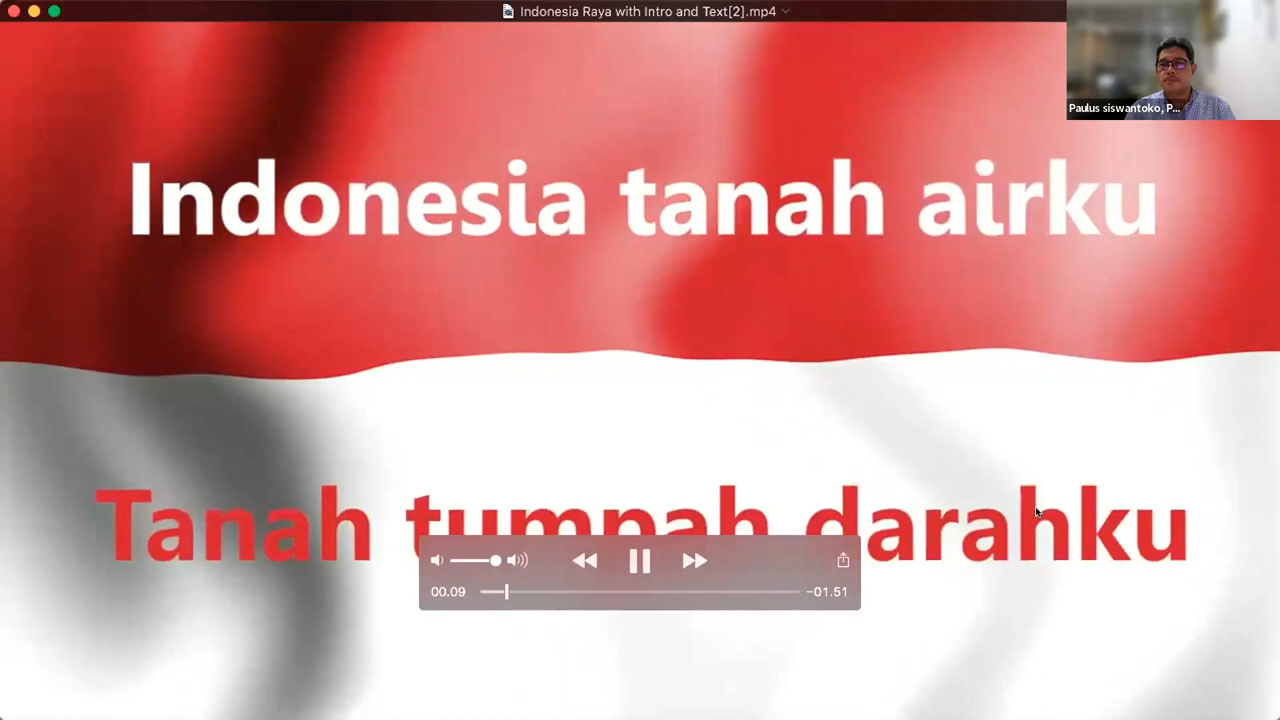 Indonesia Raya with Intro and Text[2].mp4
Paulus siswantoko, P...
Indonesia tanah airku
Tanah tumpah darahku
00.09
-01.51